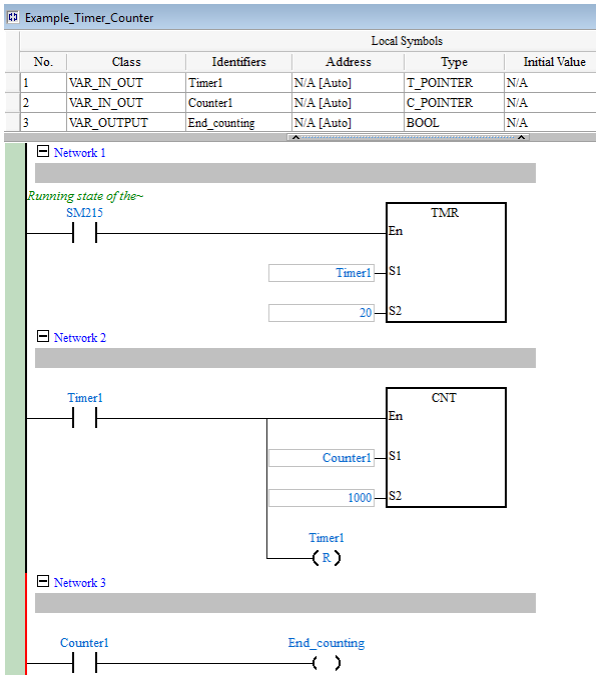 Example_Timer_Counter
Local Symbols
No. Class Identifiers Address Type Initial Value
1 VAR_IN_OUT Timer1 N/A [Auto] T_POINTER N/A
2 VAR_IN_OUT Counter1 N/A [Auto] C_POINTER N/A
3 VAR_OUTPUT End_counting N/A [Auto] BOOL N/A
Network 1
Running state of the~
SM215
TMR
En
Timer1 S1
20 S2
Network 2
Timer1
CNT
En
Counter1 S1
1000 S2
Timer1
R
Network 3
Counter1 End_counting